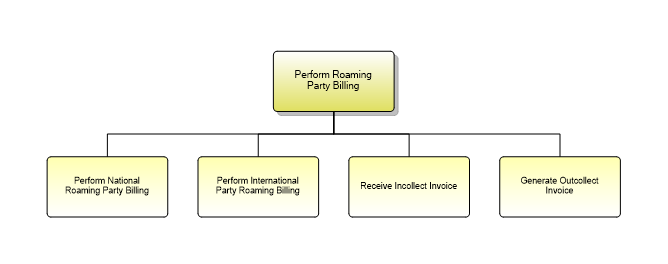 Perform Roaming
Party Billing
Perform National
Roaming Party Billing
Perform International
Party Roaming Billing
Receive Incollect Invoice
Generate Outcollect
Invoice